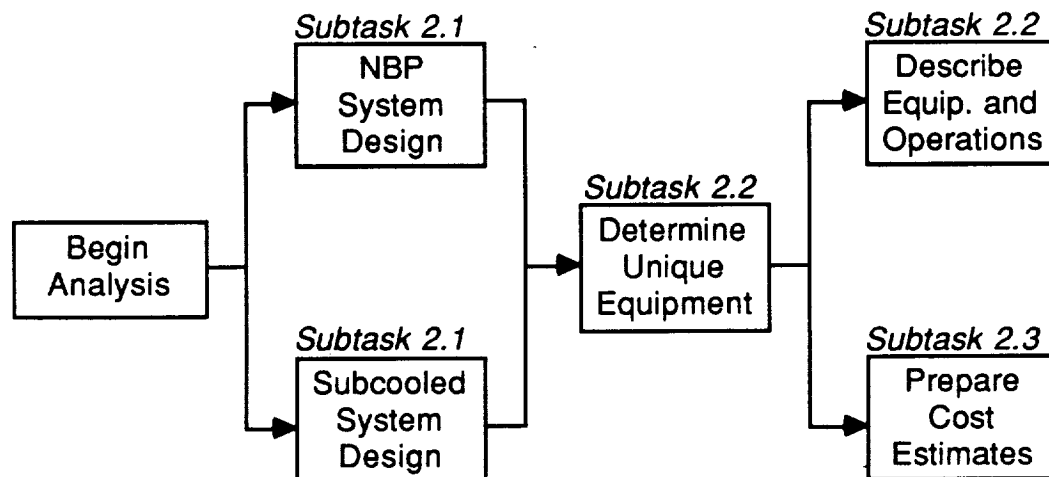 Begin
Analysis
Subtask 2.1
NBP
System
Design
Subtask 2.1
Subcooled
System
Design
Subtask 2.2
Determine
Unique
Equipment
Subtask 2.2
Describe
Equip. and
Operations
Subtask 2.3
Prepare
Cost
Estimates